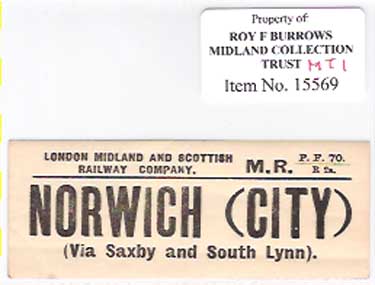 Property of:
ROY F BURROWS
MIDLAND COLLECTION
TRUST MT1
Item No. 15569
LONDON MIDLAND AND SCOTTISH
RAILWAY COMPANY.
M.R.
P. F. 70.
R 2a.
NORWICH (CITY)
(Via Saxby and South Lynn).